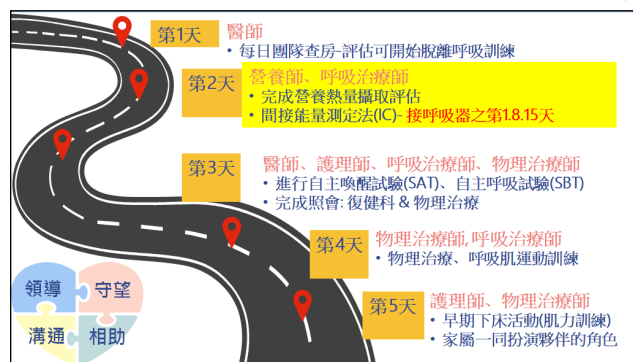 第1天
醫師
• 每日團隊查房-評估可開始脫離呼吸訓練
第2天
營養師、呼吸治療師
• 完成營養熱量攝取評估
• 間接能量測定法(IC)- 接呼吸器之第1.8.15天
第3天
醫師、護理師、呼吸治療師、物理治療師
• 進行自主喚醒試驗(SAT)、自主呼吸試驗(SBT)
• 完成照會: 復健科 & 物理治療
第4天
物理治療師,呼吸治療師
• 物理治療、呼吸肌運動訓練
第5天
護理師、物理治療師
• 早期下床活動(肌力訓練)
• 家屬一同扮演夥伴的角色
領導
守望
溝通
相助